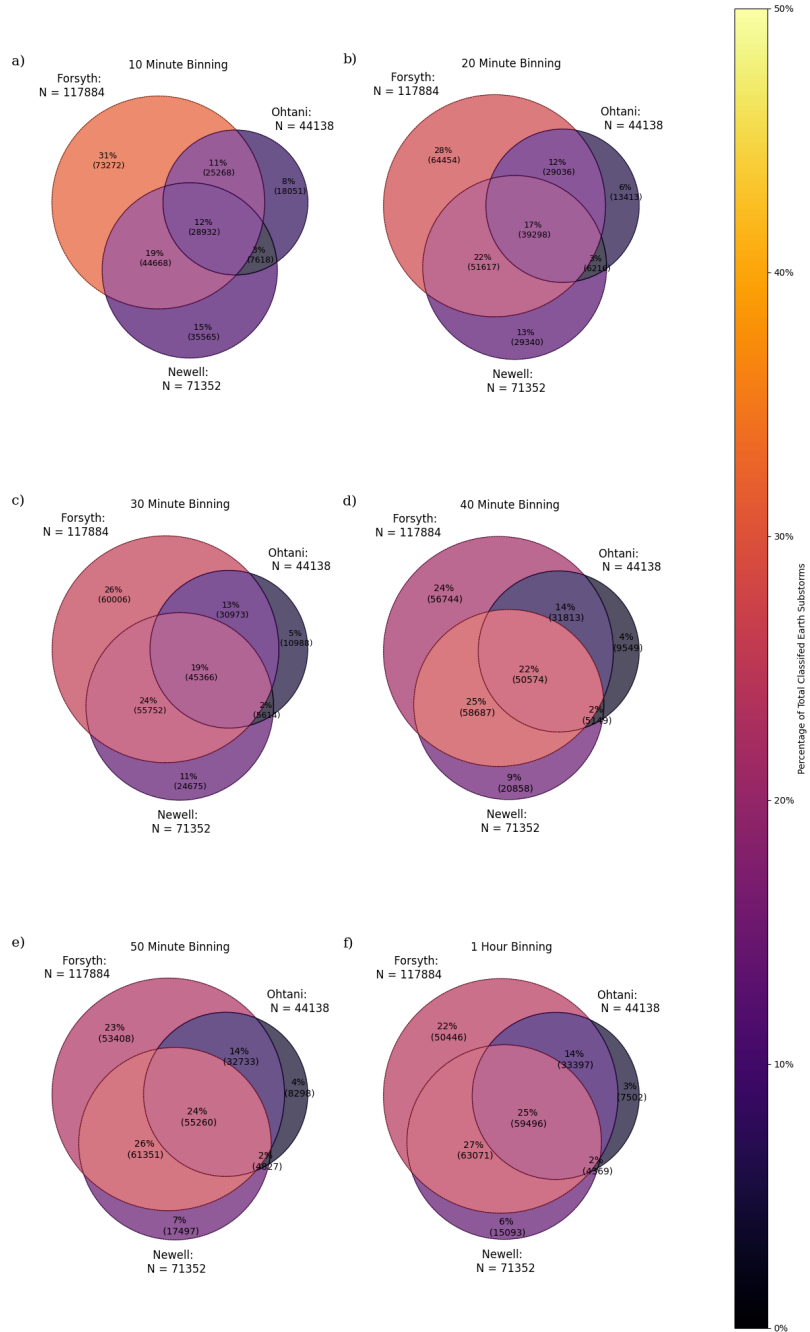 a)
10 Minute Binning
Forsyth:
N = 117884
Ohtani:
N = 44138
31%
(73272)
11%
(25268)
8%
(18051)
12%
(28932)
19%
(44668)
3%
(7618)
15%
(35565)
Newell:
N = 71352
b)
20 Minute Binning
Forsyth:
N = 117884
Ohtani:
N = 44138
28%
(64454)
12%
(29036)
6%
(13413)
17%
(39298)
22%
(51617)
3%
(6216)
13%
(29340)
Newell:
N = 71352
c)
30 Minute Binning
Forsyth:
N = 117884
Ohtani:
N = 44138
26%
(60006)
13%
(30973)
5%
(10988)
19%
(45366)
24%
(55752)
2%
(5614)
11%
(24675)
Newell:
N = 71352
d)
40 Minute Binning
Forsyth:
N = 117884
Ohtani:
N = 44138
24%
(56744)
14%
(31813)
4%
(9549)
22%
(50574)
25%
(58687)
2%
(5149)
9%
(20858)
Newell:
N = 71352
e)
50 Minute Binning
Forsyth:
N = 117884
Ohtani:
N = 44138
23%
(53408)
14%
(32733)
4%
(8298)
24%
(55260)
26%
(61351)
2%
(4827)
7%
(17497)
Newell:
N = 71352
f)
1 Hour Binning
Forsyth:
N = 117884
Ohtani:
N = 44138
22%
(50446)
14%
(33397)
3%
(7502)
25%
(59496)
27%
(63071)
2%
(4369)
6%
(15093)
Newell:
N = 71352
50%
40%
30%
20%
10%
0%
Percentage of Total Classifed Earth Substorms